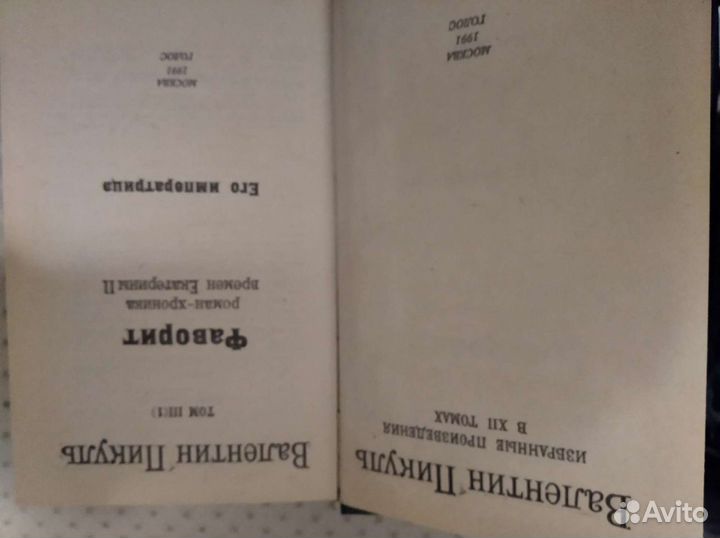 Валентин Пикуль
ИЗБРАННЫЕ ПРОИЗВЕДЕНИЯ
В XII ТОМАХ
МОСКВА
1991
ГОЛОС
Валентин Пикуль
ТОМ III(1)
Фаворит
роман-хроника
времен Екатерины II
Его императрица
МОСКВА
1991
ГОЛОС
Avito